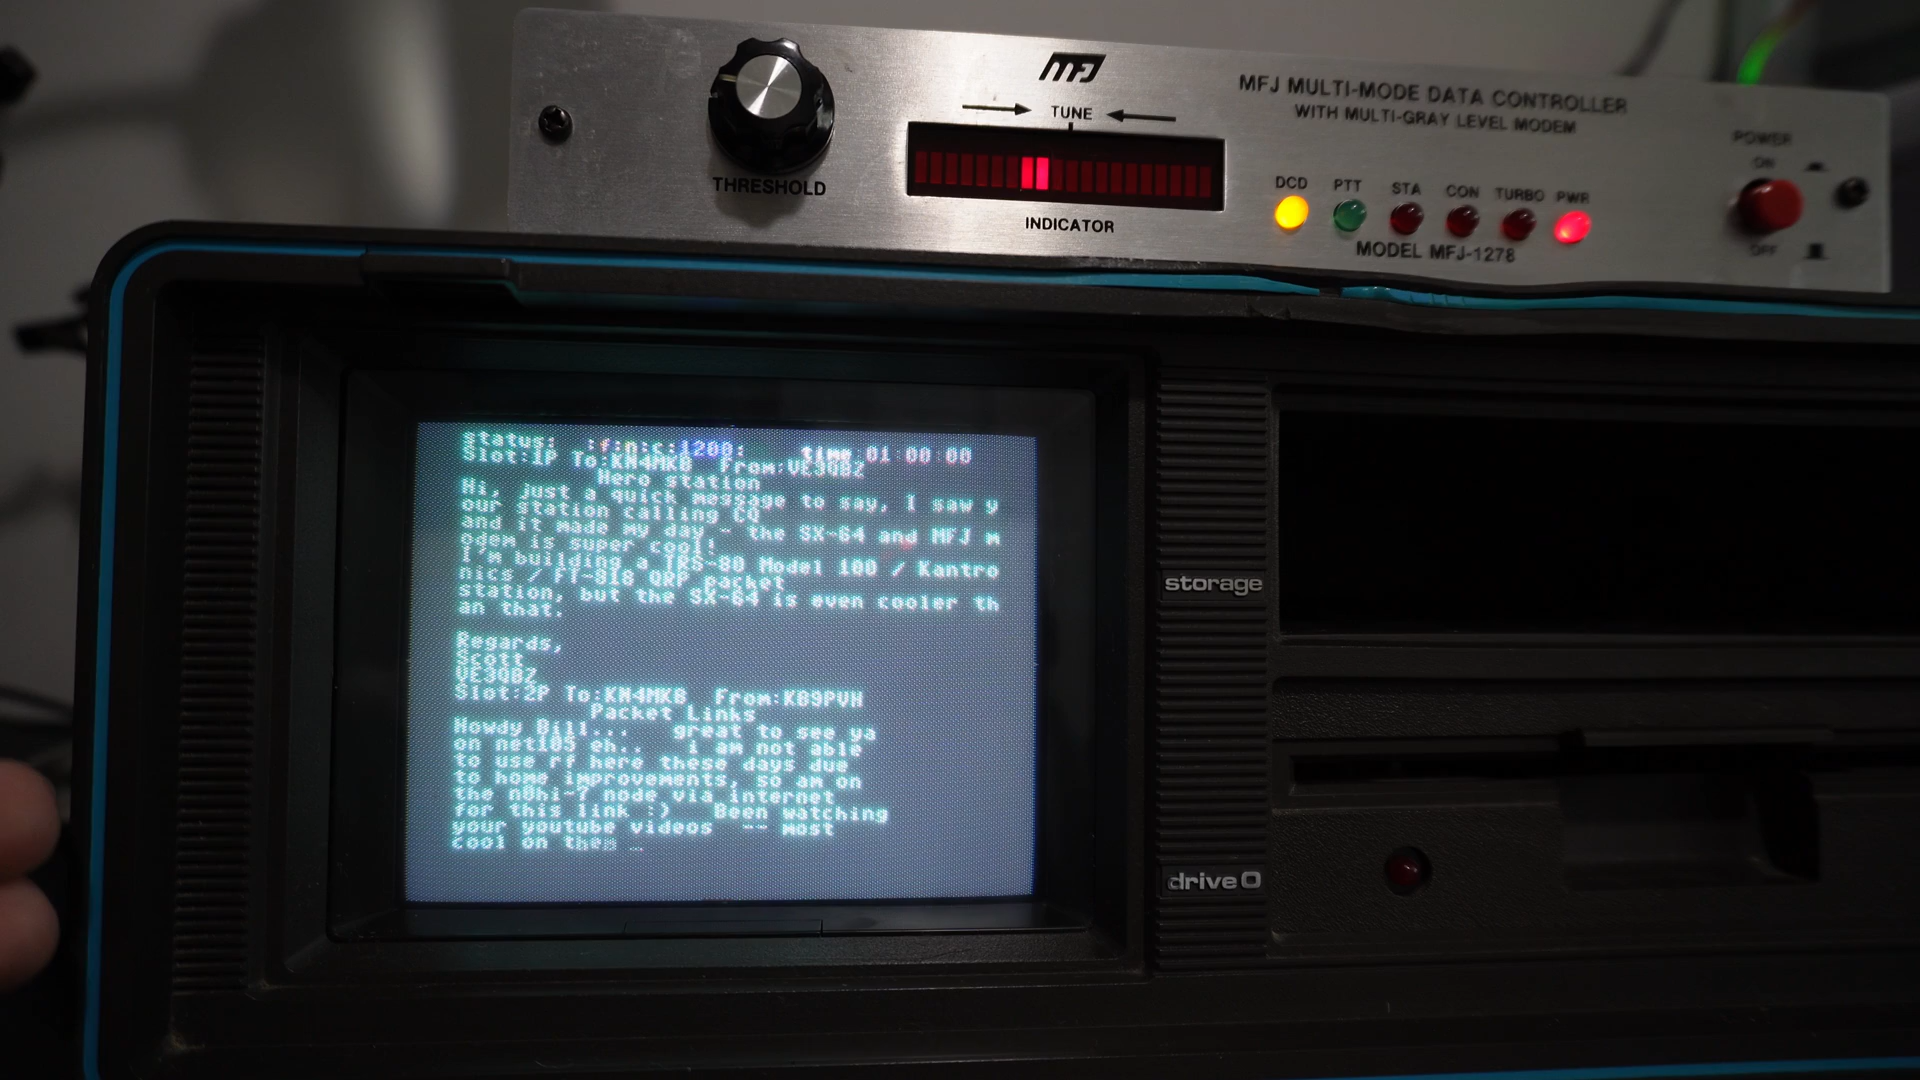 MFJ
TUNE
THRESHOLD
INDICATOR
MFJ MULTI-MODE DATA CONTROLLER
WITH MULTI-GRAY LEVEL MODEM
POWER
ON
OFF
DCD PTT STA CON TURBO PWR
MODEL MFJ-1278
status: :f:n:c:1200: time 01:00:00
Slot:1P To:KN4MKB From:VE3QBZ
Hero station
Hi, just a quick message to say, I saw y
our station calling CQ
and it made my day - the SX-64 and MFJ m
odem is super cool!
I'm building a TRS-80 Model 100 / Kantro
nics / FT-818 QRP packet
station, but the SX-64 is even cooler th
an that.
Regards,
Scott
VE3QBZ
Slot:2P To:KN4MKB From:KB9PVH
Packet Links
Howdy Bill... great to see ya
on net105 eh.. i am not able
to use rf here these days due
to home improvements, so am on
the n0hi-7 node via internet
for this link :) Been watching
your youtube videos -- most
cool on them _
storage
drive 0